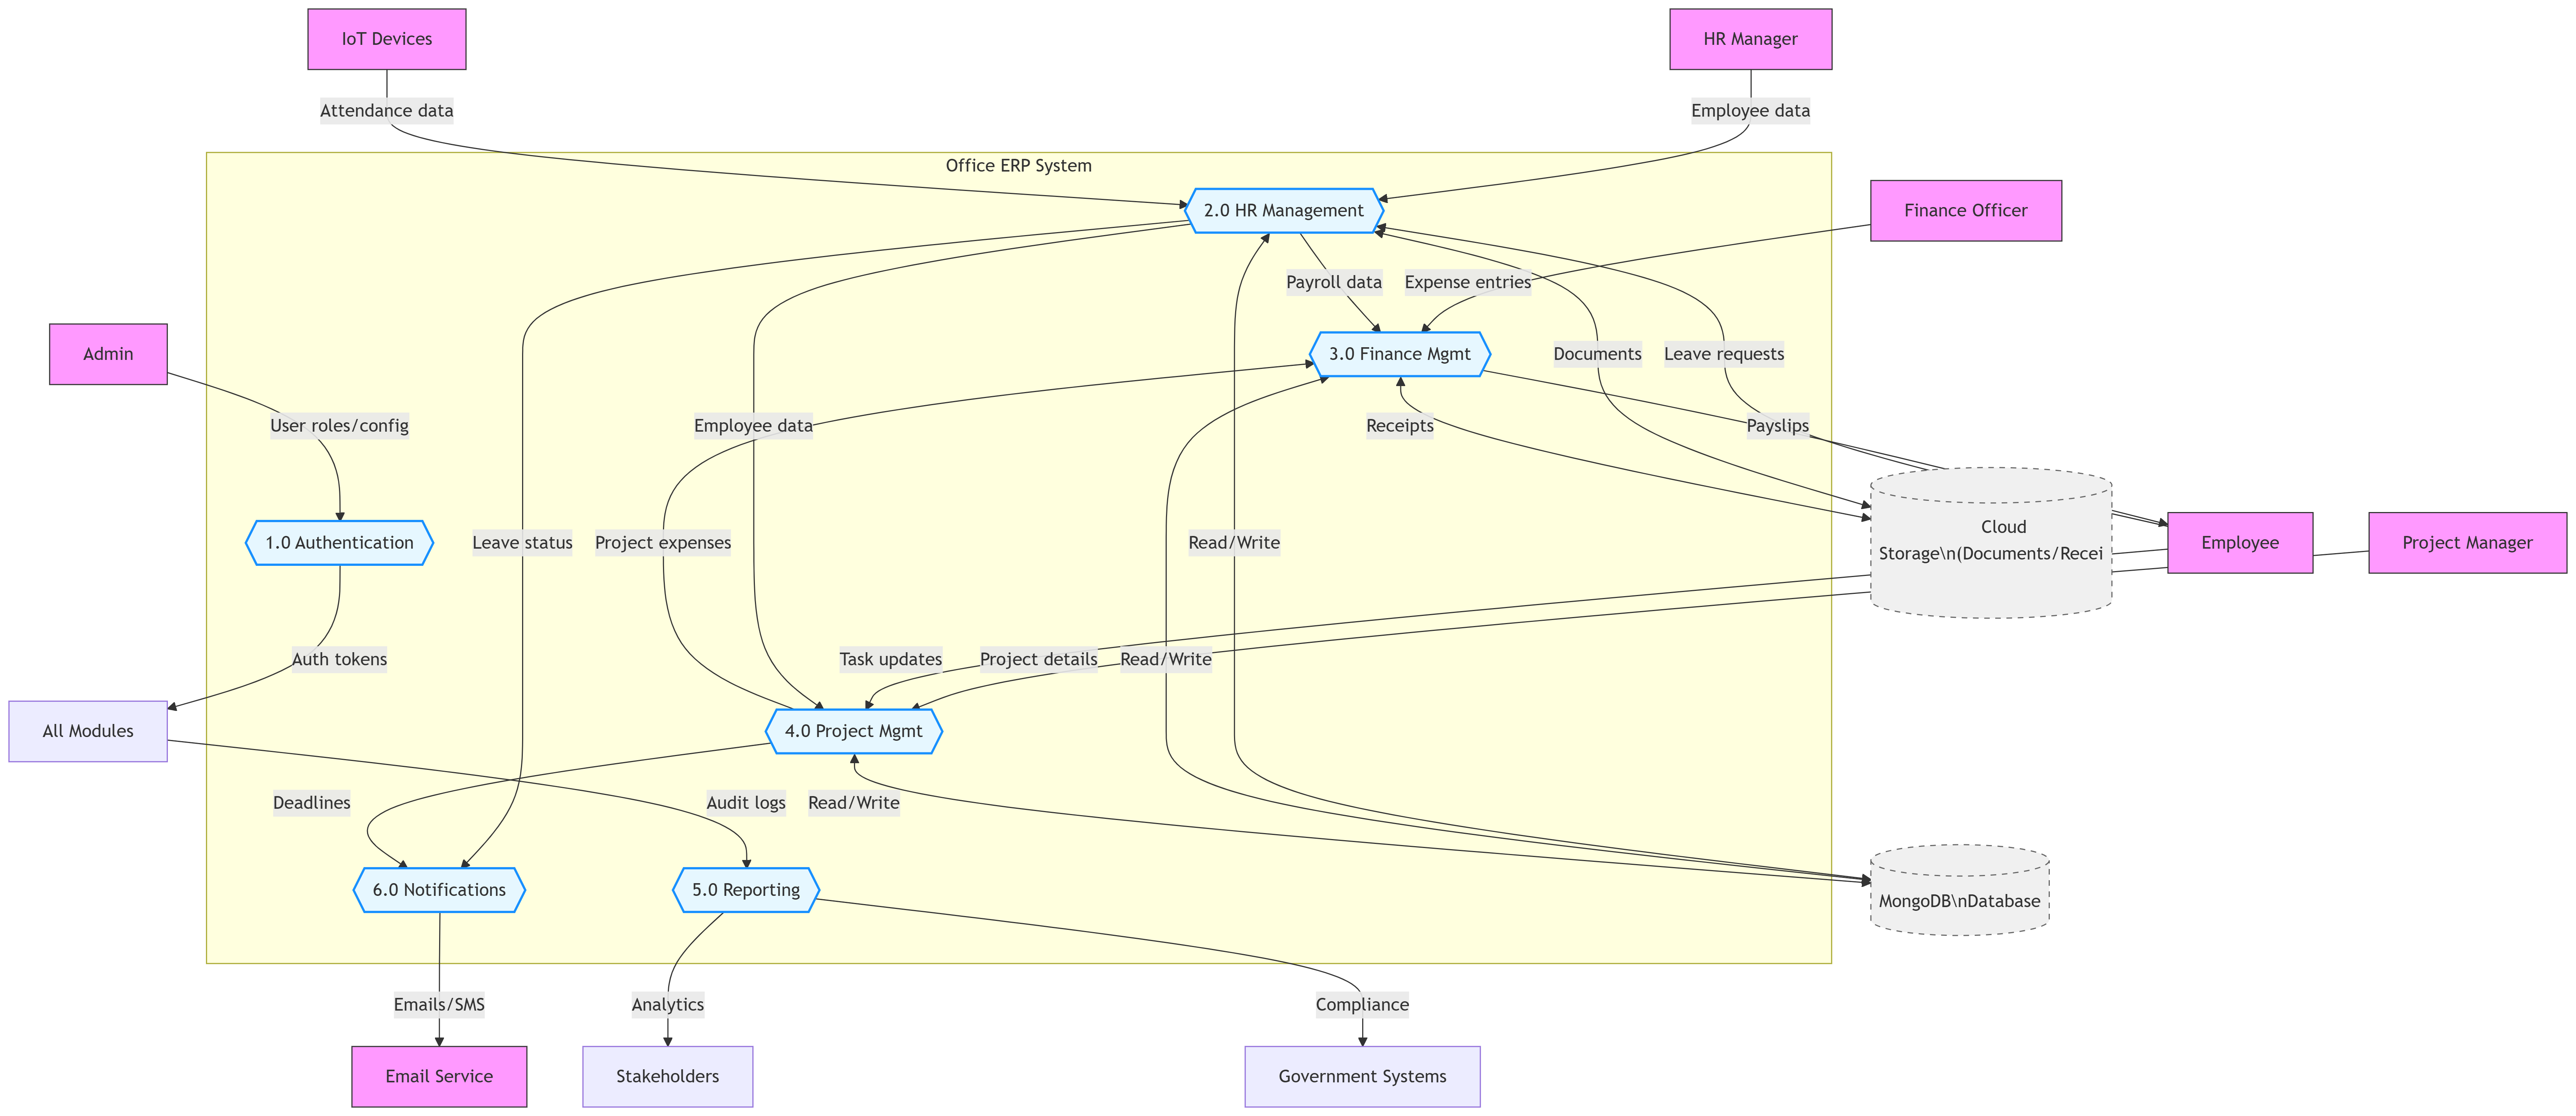 IoT Devices
HR Manager
Attendance data
Employee data
Office ERP System
2.0 HR Management
Finance Officer
Payroll data
Expense entries
Admin
3.0 Finance Mgmt
Documents
Leave requests
User roles/config
Employee data
Receipts
Payslips
1.0 Authentication
Leave status
Project expenses
Read/Write
Cloud
Storage\n(Documents/Recei
Employee
Project Manager
Auth tokens
Task updates
Project details
Read/Write
All Modules
4.0 Project Mgmt
Deadlines
Audit logs
Read/Write
6.0 Notifications
5.0 Reporting
MongoDB\nDatabase
Emails/SMS
Analytics
Compliance
Email Service
Stakeholders
Government Systems